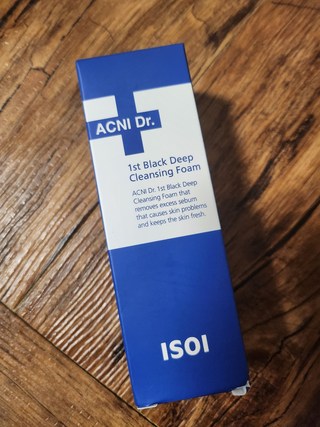 ACNI Dr.
1st Black Deep
Cleansing Foam
ACNI Dr. 1st Black Deep
Cleansing Foam that
removes excess sebum
that causes skin problems
and keeps the skin fresh.
ISOI